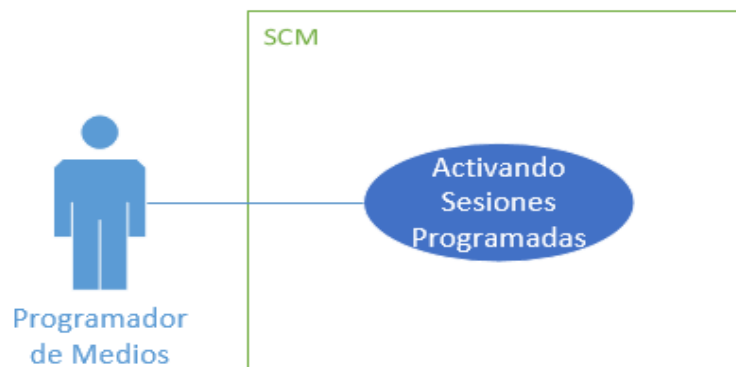 SCM
Activando
Sesiones
Programadas
Programador
de Medios